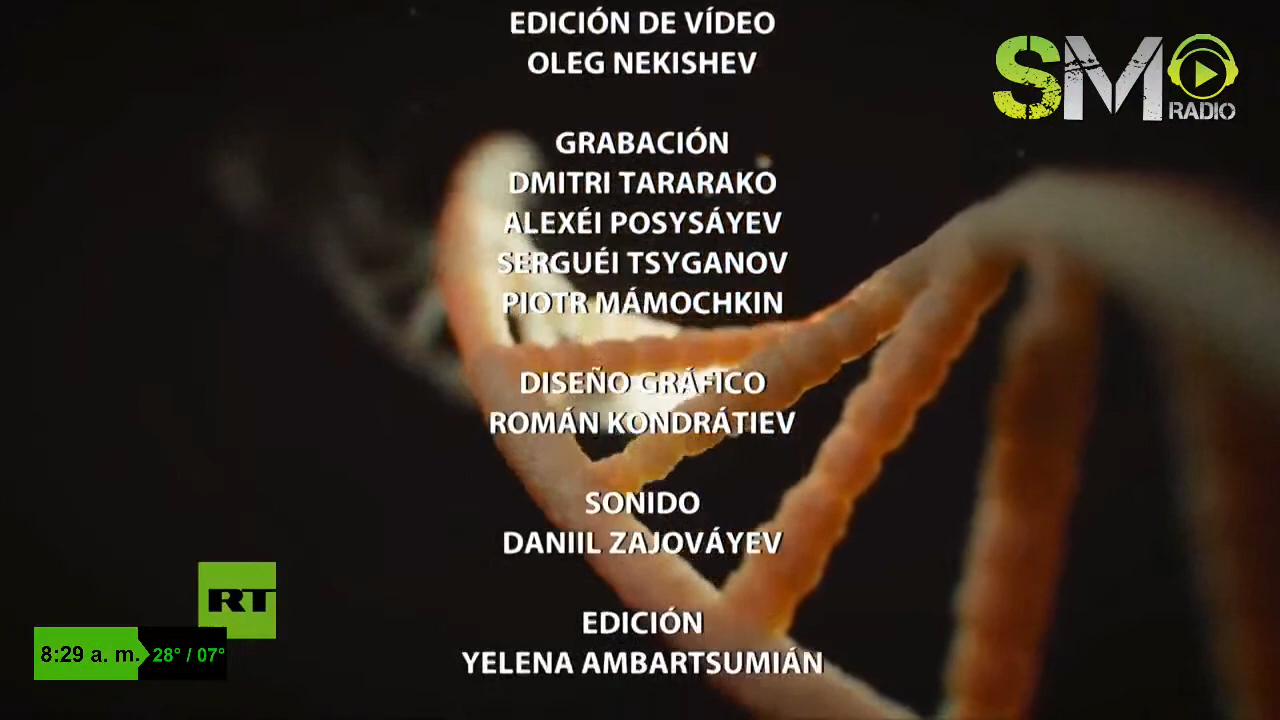 EDICIÓN DE VÍDEO
OLEG NEKISHEV
SM
RADIO
GRABACIÓN
DMITRI TARARAKO
ALEXÉI POSYSÁYEV
SERGUÉI TSYGANOV
PIOTR MÁMOCHKIN
DISEÑO GRÁFICO
ROMÁN KONDRÁTIEV
SONIDO
DANIIL ZAJOVÁYEV
RT
EDICIÓN
YELENA AMBARTSUMIÁN
8:29 a. m. 28° / 07°